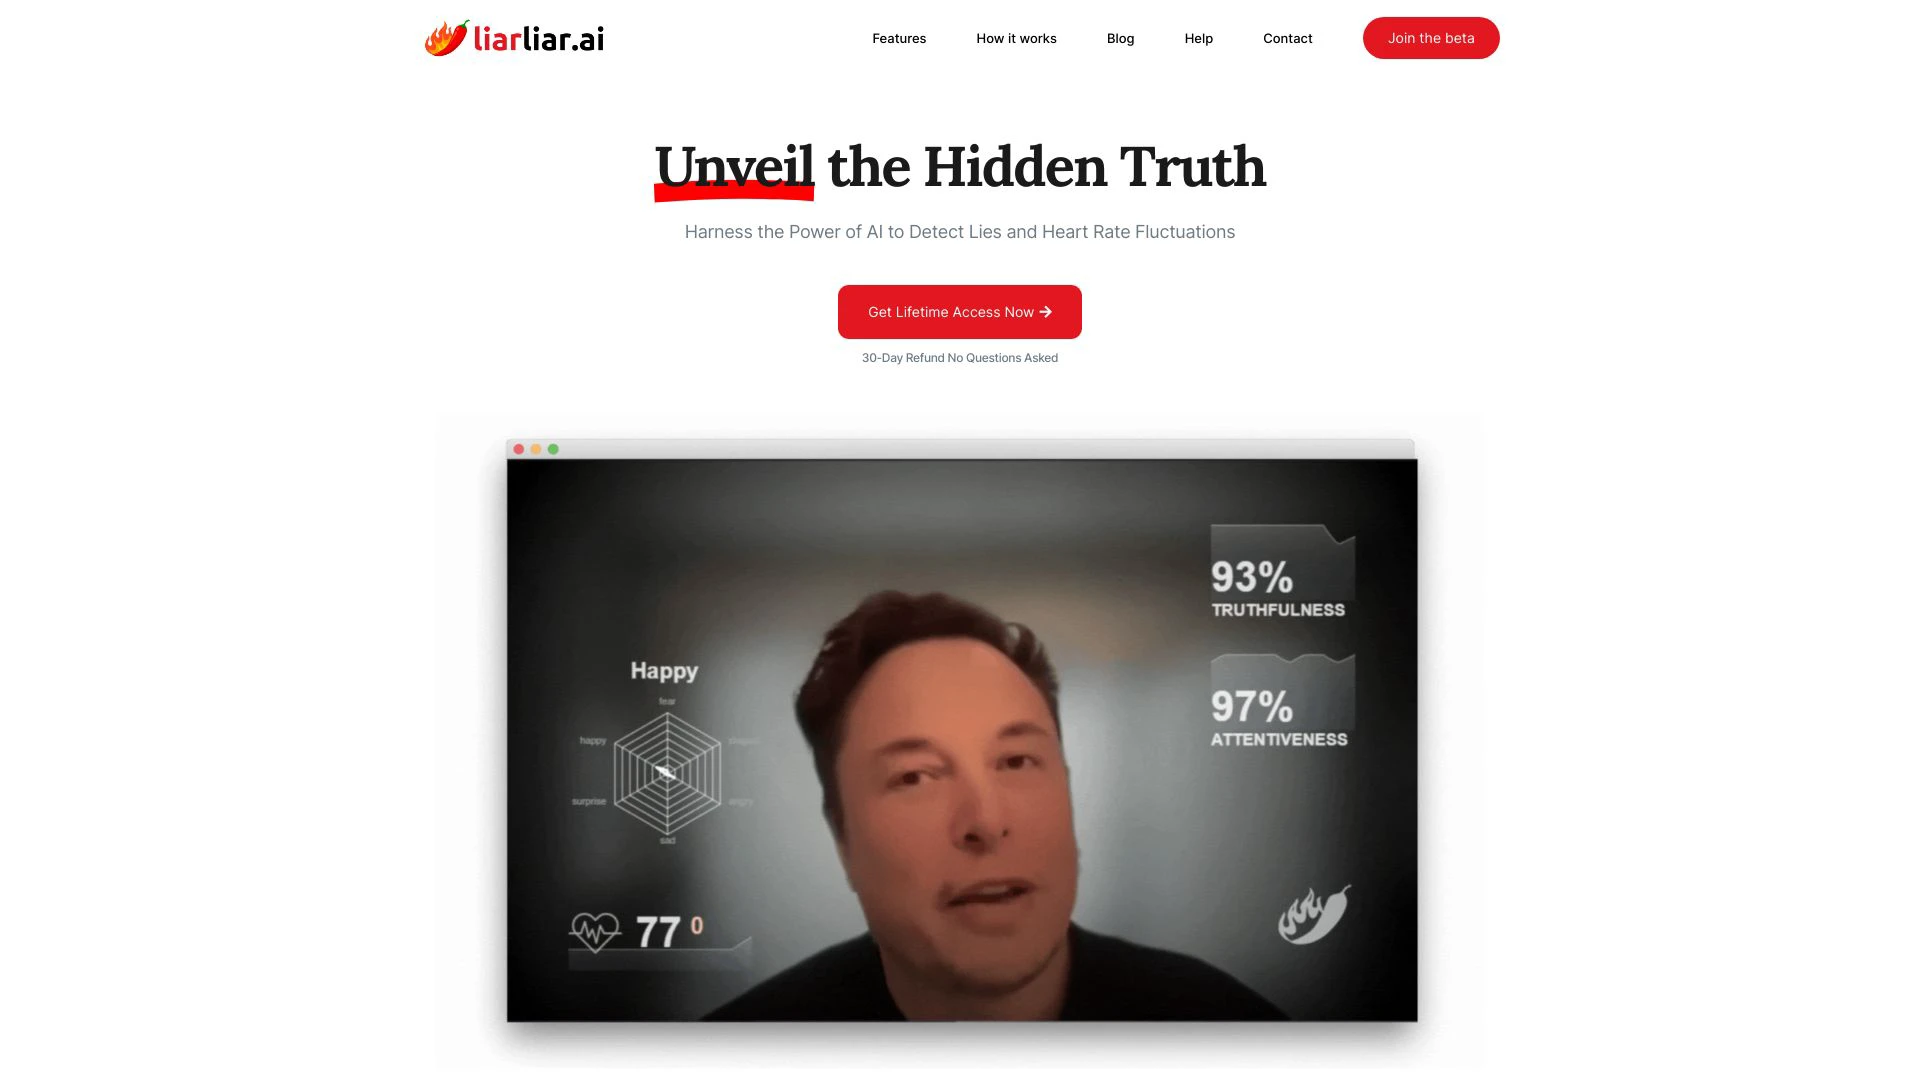 liarliar.ai
Features
How it works
Blog
Help
Contact
Join the beta
Unveil the Hidden Truth
Harness the Power of AI to Detect Lies and Heart Rate Fluctuations
Get Lifetime Access Now
30-Day Refund No Questions Asked
93%
TRUTHFULNESS
97%
ATTENTIVENESS
Happy
fear
happy
surprise
angry
sad
77 0